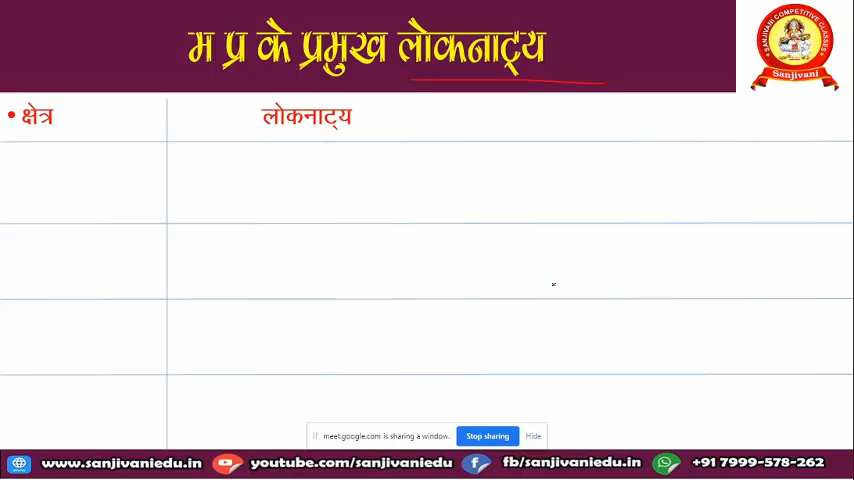 म प्र के प्रमुख लोकनाट्य
SANJIVANI COMPETITIVE CLASSES
Sanjivani
• क्षेत्र लोकनाट्य
meet.google.com is sharing a window. Stop sharing Hide
www.sanjivaniedu.in youtube.com/sanjivaniedu fb/sanjivaniedu.in +91 7999-578-262